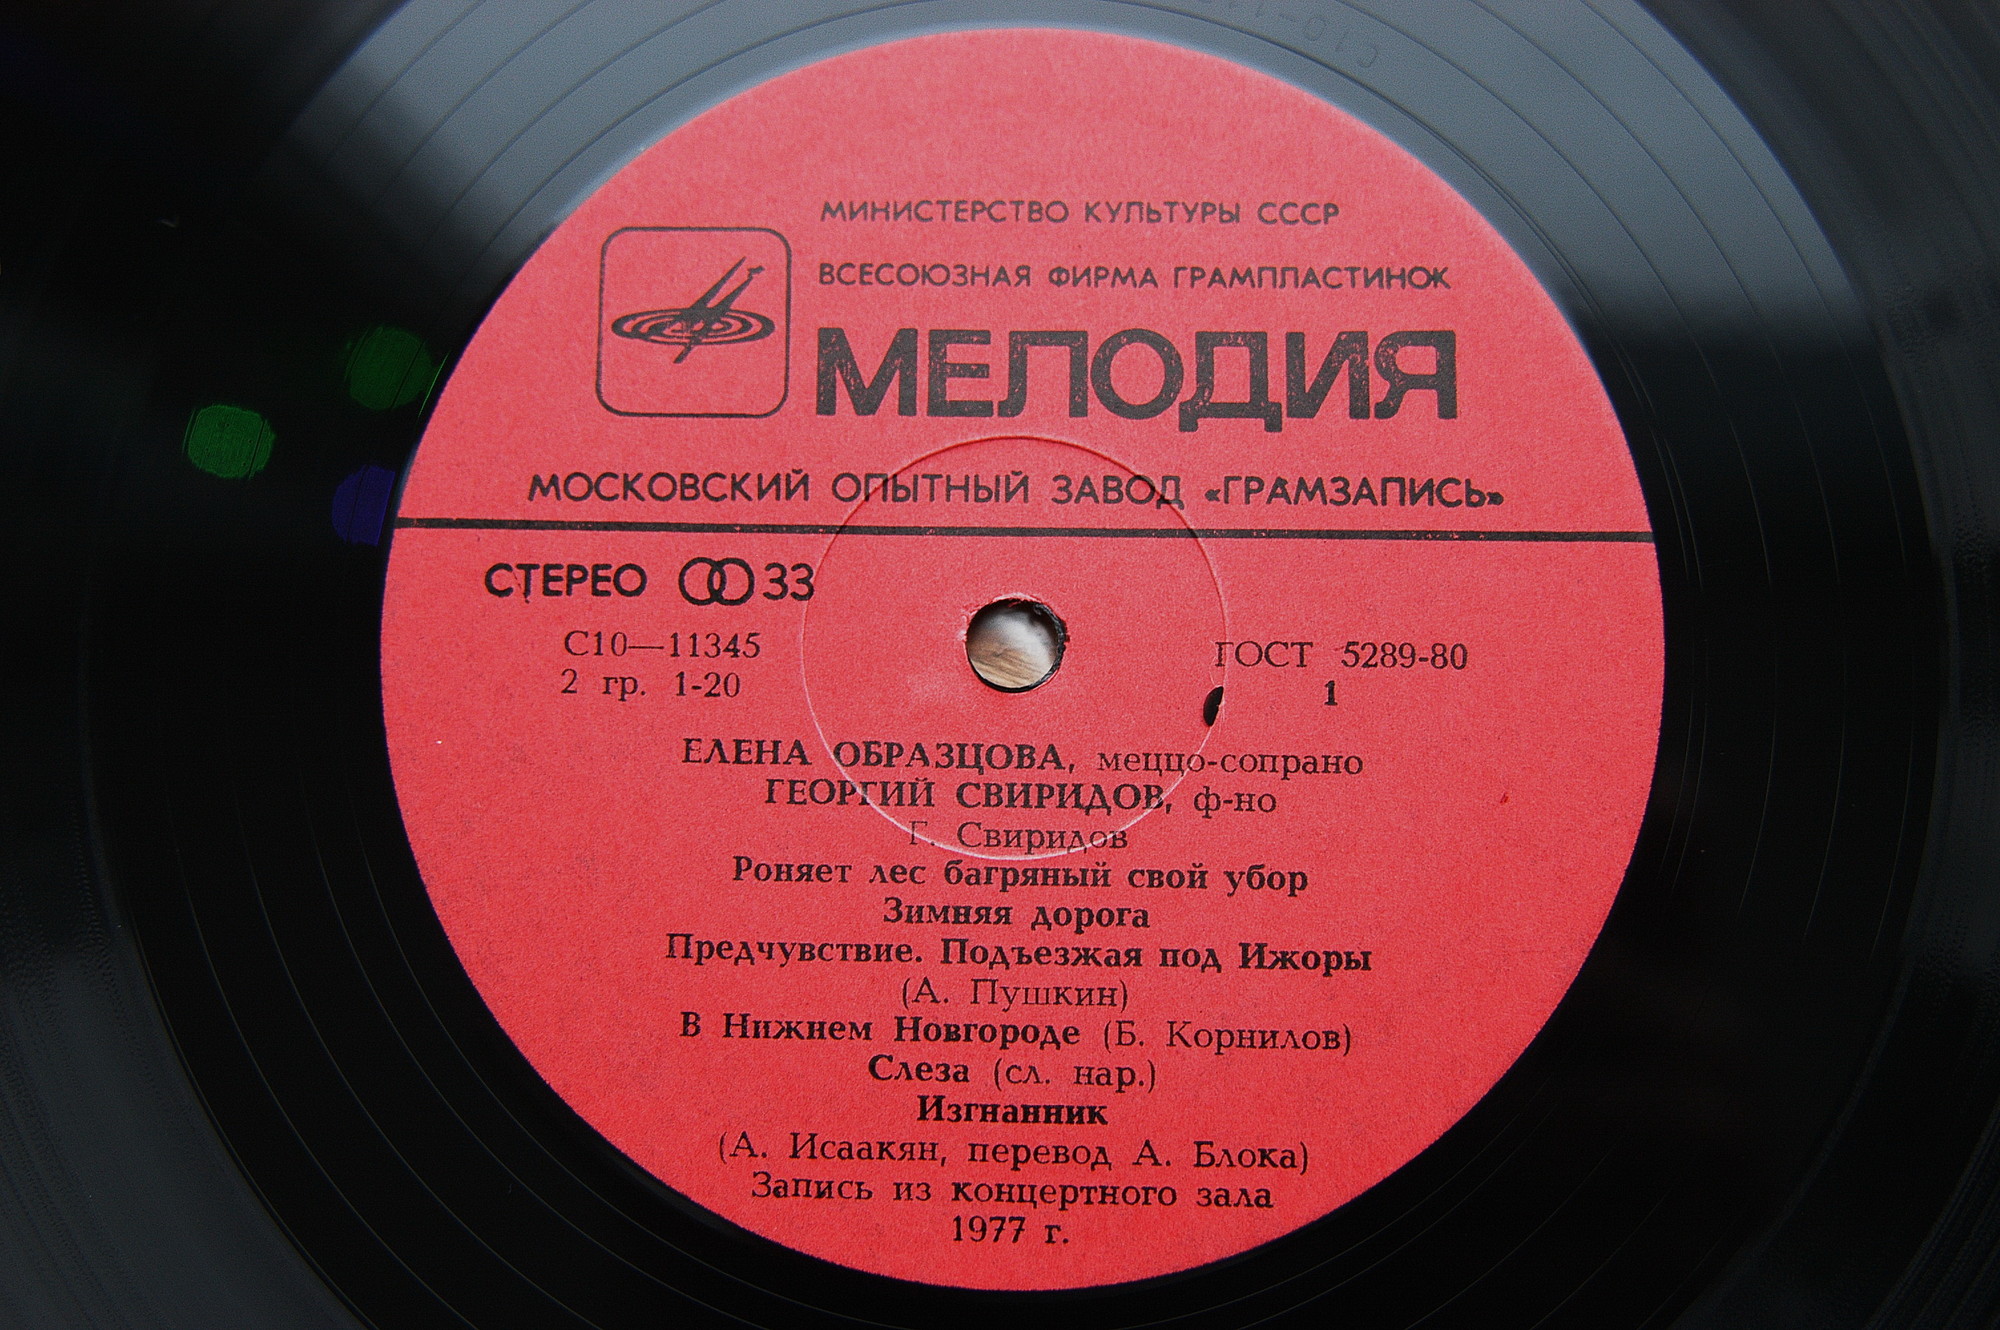 МИНИСТЕРСТВО КУЛЬТУРЫ СССР
ВСЕСОЮЗНАЯ ФИРМА ГРАМПЛАСТИНОК
МЕЛОДИЯ
МОСКОВСКИЙ ОПЫТНЫЙ ЗАВОД «ГРАМЗАПИСЬ»
СТЕРЕО 33
С10—11345
2 гр. 1-20
ГОСТ 5289-80
1
ЕЛЕНА ОБРАЗЦОВА, меццо-сопрано
ГЕОРГИЙ СВИРИДОВ, ф-но
Г. Свиридов
Роняет лес багряный свой убор
Зимняя дорога
Предчувствие. Подъезжая под Ижоры
(А. Пушкин)
В Нижнем Новгороде (Б. Корнилов)
Слеза (сл. нар.)
Изгнанник
(А. Исаакян, перевод А. Блока)
Запись из концертного зала
1977 г.